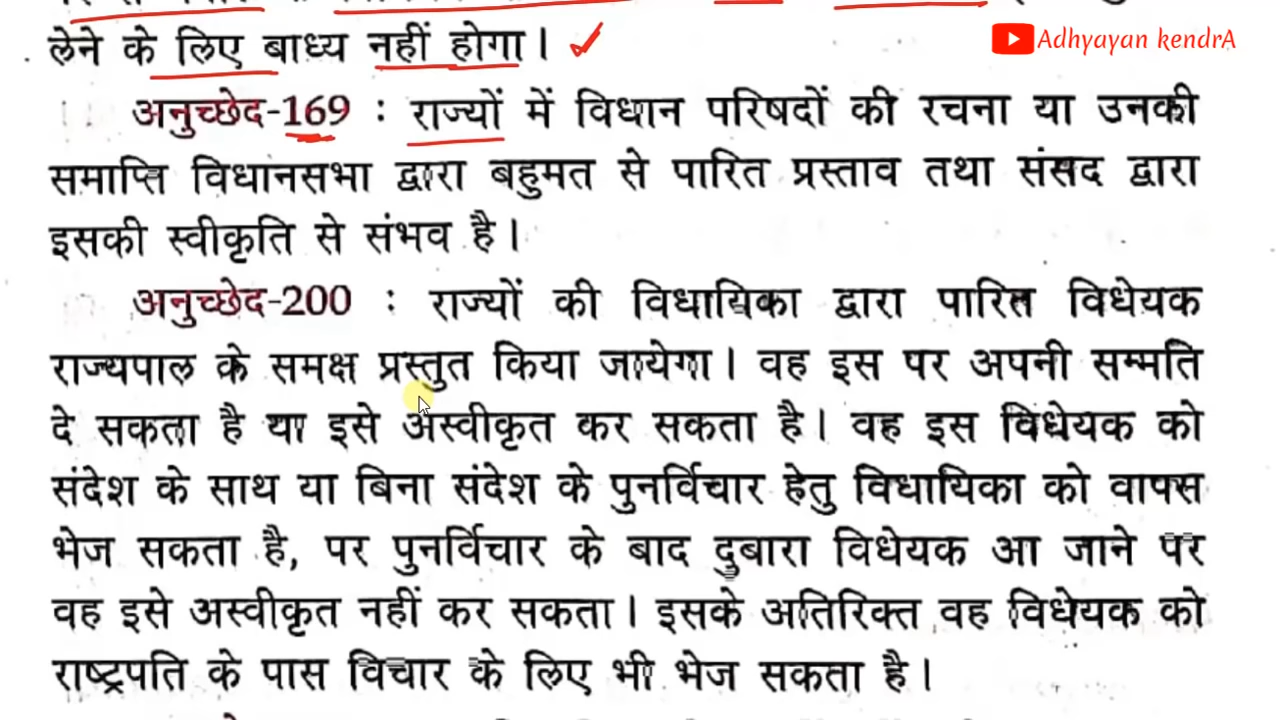 लेने के लिए बाध्य नहीं होगा।
Adhyayan kendrA
अनुच्छेद-169 : राज्यों में विधान परिषदों की रचना या उनकी
समाप्ति विधानसभा द्वारा बहुमत से पारित प्रस्ताव तथा संसद द्वारा
इसकी स्वीकृति से संभव है।
अनुच्छेद-200 : राज्यों की विधायिका द्वारा पारित विधेयक
राज्यपाल के समक्ष प्रस्तुत किया जायेगा। वह इस पर अपनी सम्मति
दे सकता है या इसे अस्वीकृत कर सकता है। वह इस विधेयक को
संदेश के साथ या बिना संदेश के पुनर्विचार हेतु विधायिका को वापस
भेज सकता है, पर पुनर्विचार के बाद दुबारा विधेयक आ जाने पर
वह इसे अस्वीकृत नहीं कर सकता। इसके अतिरिक्त वह विधेयक को
राष्ट्रपति के पास विचार के लिए भी भेज सकता है।